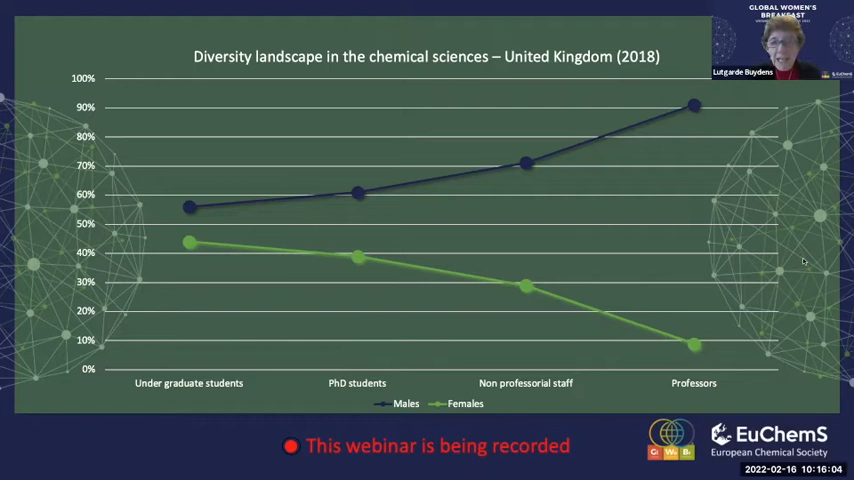 GLOBAL WOMEN'S
BREAKFAST
Lutgarde Buydens
EuChemS
Diversity landscape in the chemical sciences – United Kingdom (2018)
100%
90%
80%
70%
60%
50%
40%
30%
20%
10%
0%
Under graduate students
PhD students
Non professorial staff
Professors
Males
Females
This webinar is being recorded
G
W
B
EuChemS
European Chemical Society
2022-02-16 10:16:04